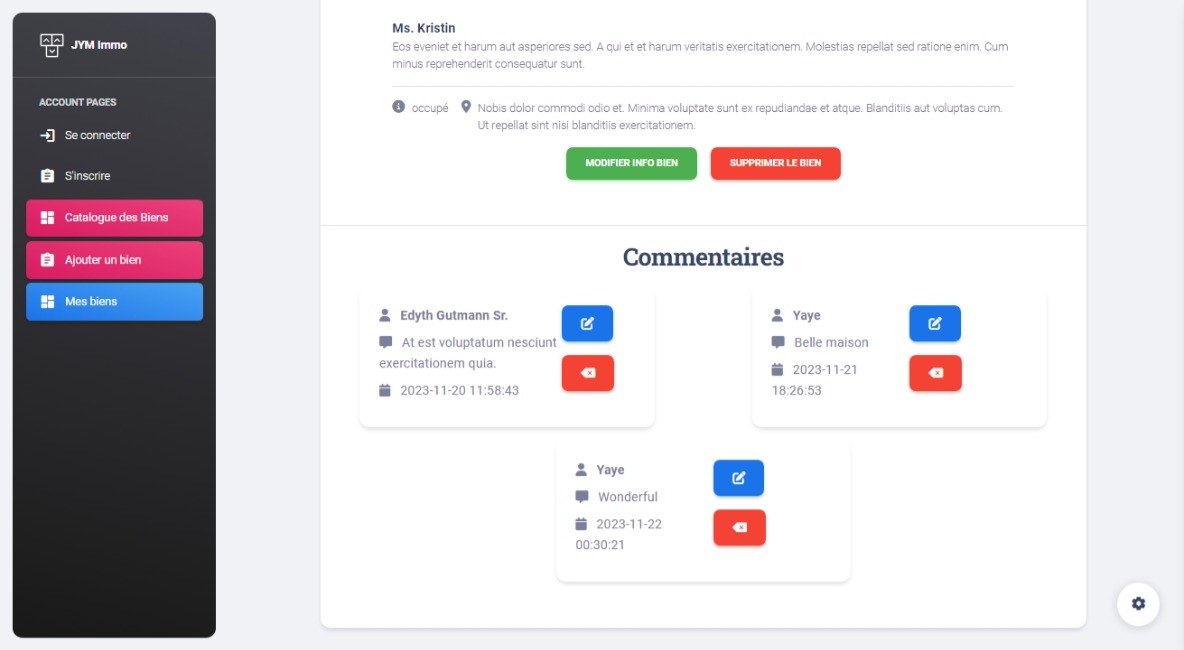 JYM Immo
ACCOUNT PAGES
Se connecter
S'inscrire
Catalogue des Biens
Ajouter un bien
Mes biens
Ms. Kristin
Eos eveniet et harum aut asperiores sed. A qui et et harum veritatis exercitationem. Molestias repellat sed ratione enim. Cum
minus reprehenderit consequatur sunt.
occupé
Nobis dolor commodi odio et. Minima voluptate sunt ex repudiandae et atque. Blanditiis aut voluptas cum.
Ut repellat sint nisi blanditiis exercitationem.
MODIFIER INFO BIEN
SUPPRIMER LE BIEN
Commentaires
Edyth Gutmann Sr.
At est voluptatum nesciunt
exercitationem quia.
2023-11-20 11:58:43
Yaye
Belle maison
2023-11-21
18:26:53
Yaye
Wonderful
2023-11-22
00:30:21